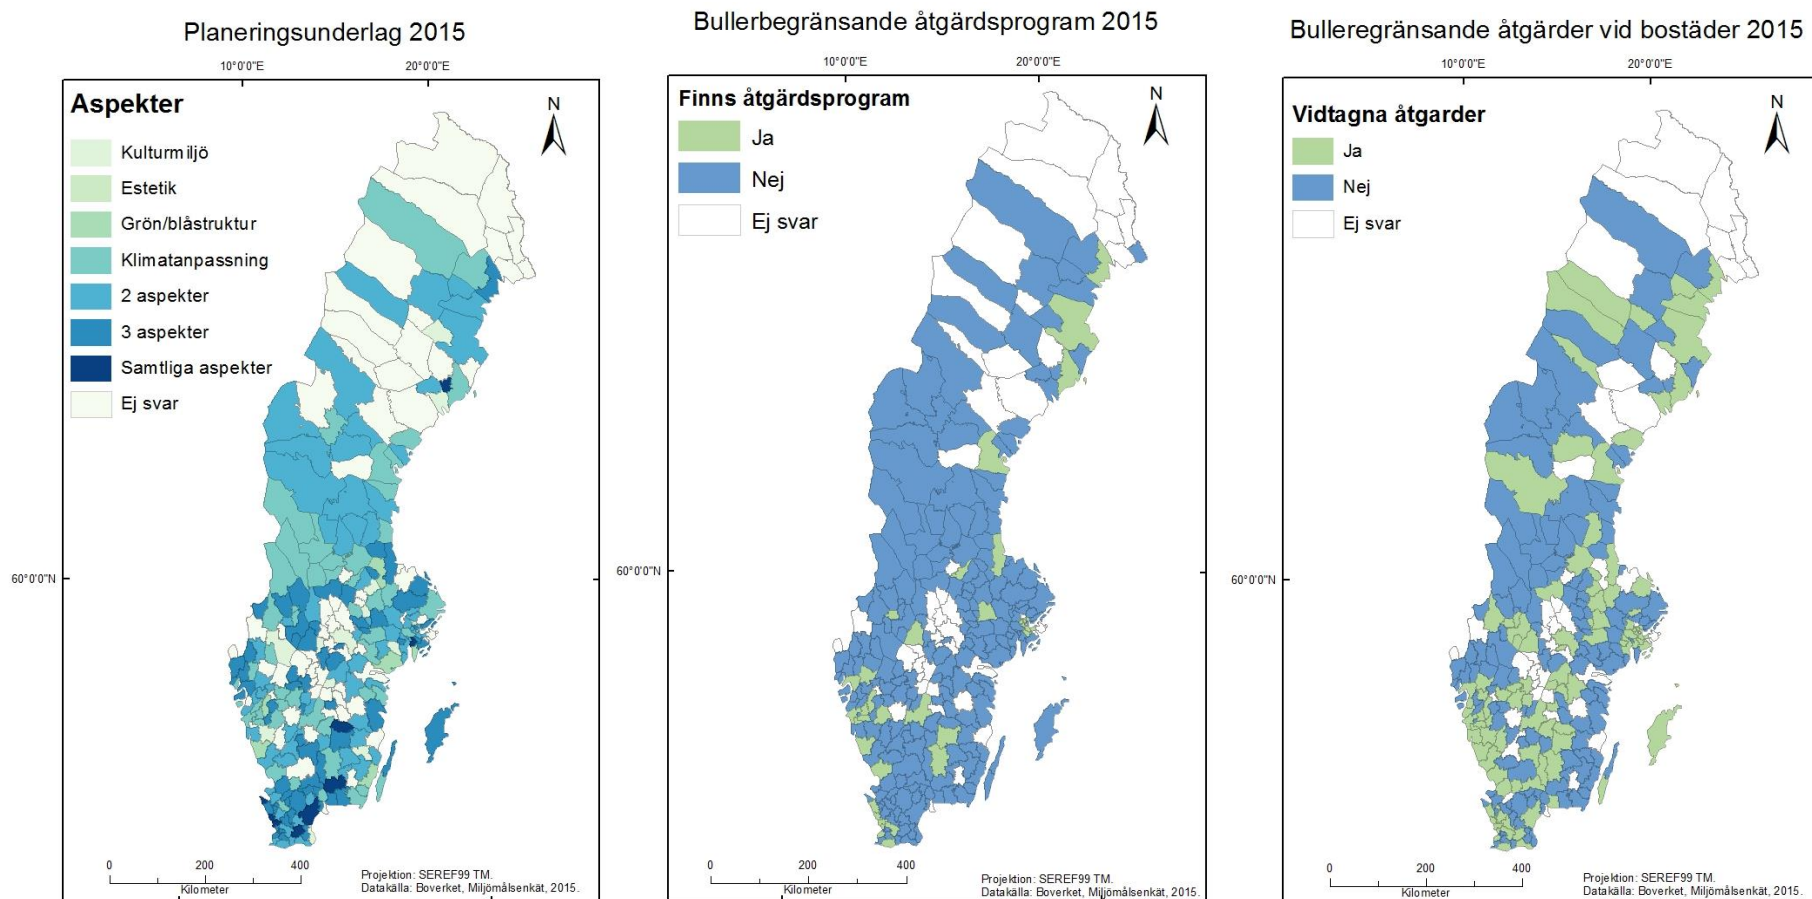 Planeringsunderlag 2015
10°0'0"E
20°0'0"E
Aspekter
N
Kulturmiljö
Estetik
Grön/blåstruktur
Klimatanpassning
2 aspekter
3 aspekter
Samtliga aspekter
Ej svar
60°0'0"N
0
200
400
Kilometer
Projektion: SEREF99 TM.
Datakälla: Boverket, Miljömålsenkät, 2015.
Bullerbegränsande åtgärdsprogram 2015
10°0'0"E
20°0'0"E
Finns åtgärdsprogram
N
Ja
Nej
Ej svar
60°0'0"N
0
200
400
Kilometer
Projektion: SEREF99 TM.
Datakälla: Boverket, Miljömålsenkät, 2015.
Bulleregränsande åtgärder vid bostäder 2015
10°0'0"E
20°0'0"E
Vidtagna åtgarder
N
Ja
Nej
Ej svar
60°0'0"N
0
200
400
Kilometer
Projektion: SEREF99 TM.
Datakälla: Boverket, Miljömålsenkät, 2015.